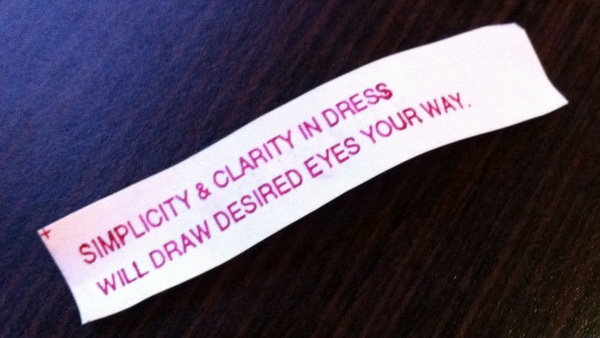 SIMPLICITY & CLARITY IN DRESS
WILL DRAW DESIRED EYES YOUR WAY.